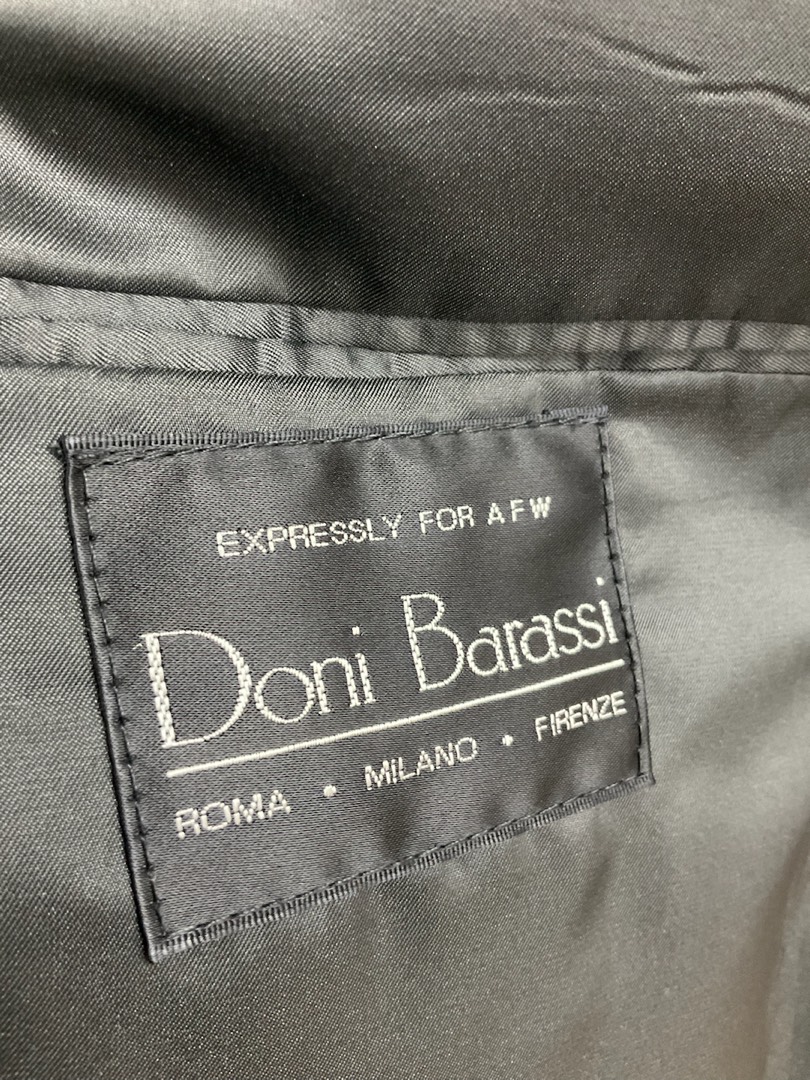 EXPRESSLY FOR AFW
Doni Barassi
ROMA • MILANO • FIRENZE